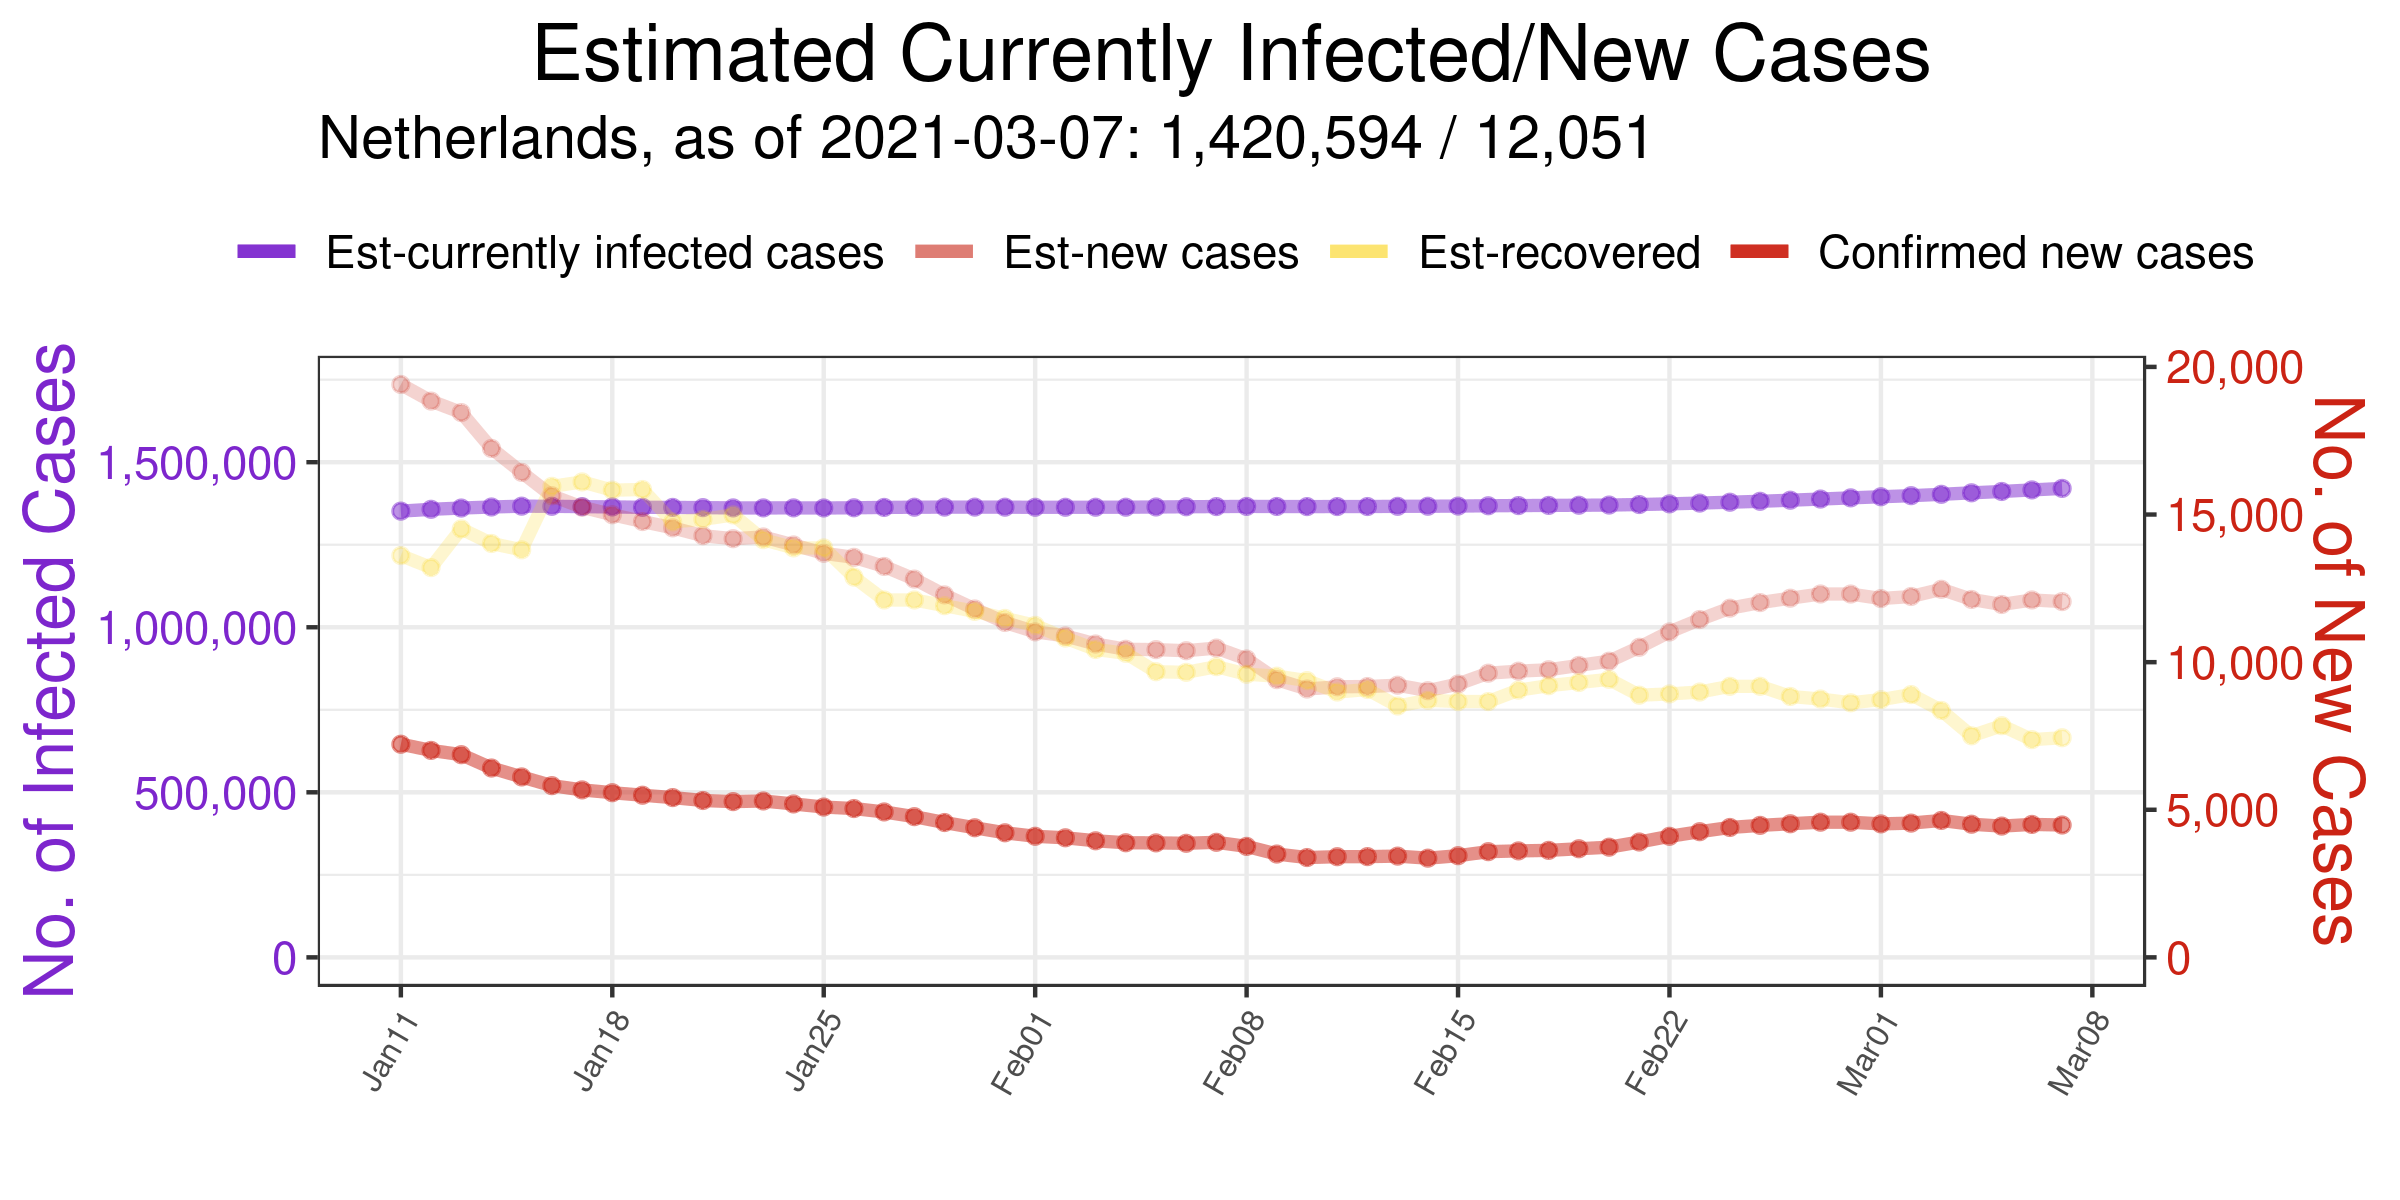 Estimated Currently Infected/New Cases
Netherlands, as of 2021-03-07: 1,420,594 / 12,051
Est-currently infected cases
Est-new cases
Est-recovered
Confirmed new cases
No. of Infected Cases
1,500,000
1,000,000
500,000
0
20,000
15,000
10,000
5,000
0
No. of New Cases
Jan11
Jan18
Jan25
Feb01
Feb08
Feb15
Feb22
Mar01
Mar08